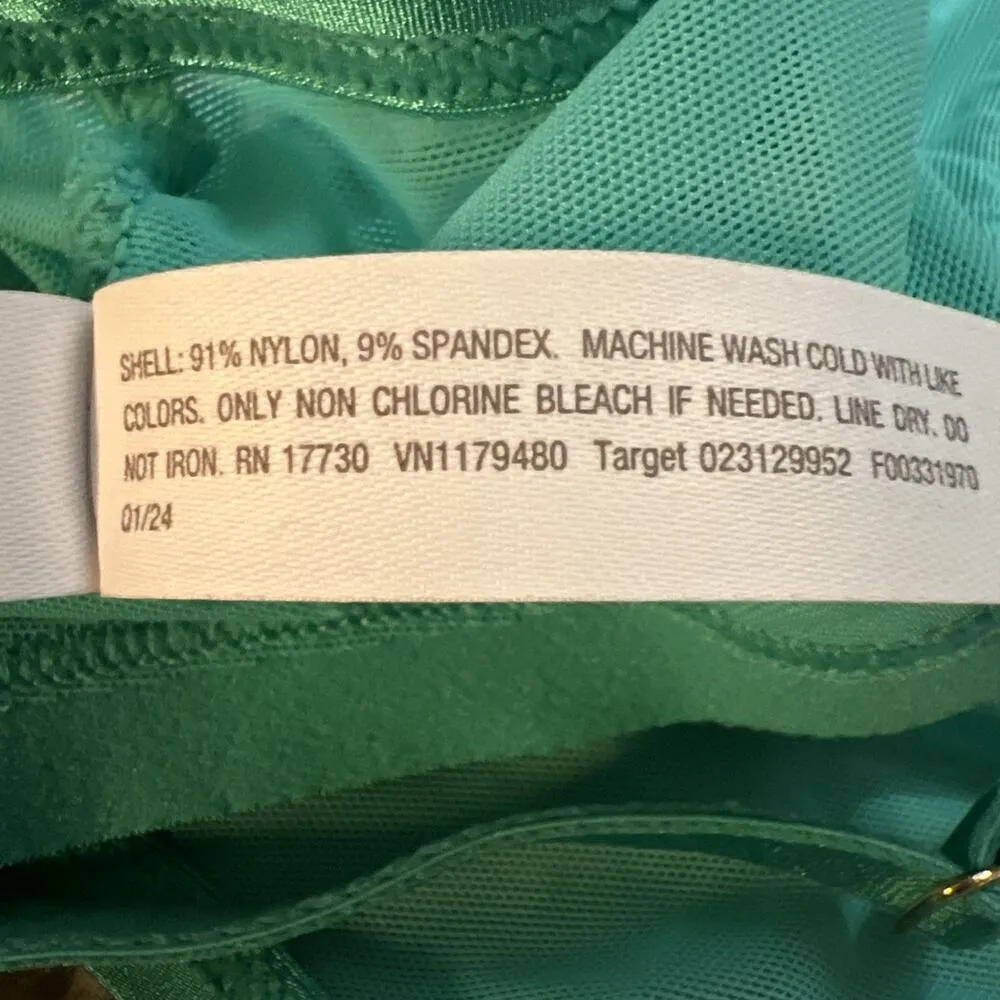 SHELL: 91% NYLON, 9% SPANDEX. MACHINE WASH COLD WITH LIKE
COLORS. ONLY NON CHLORINE BLEACH IF NEEDED. LINE DRY. DO
NOT IRON. RN 17730 VN1179480 Target 023129952 F00331970
01/24